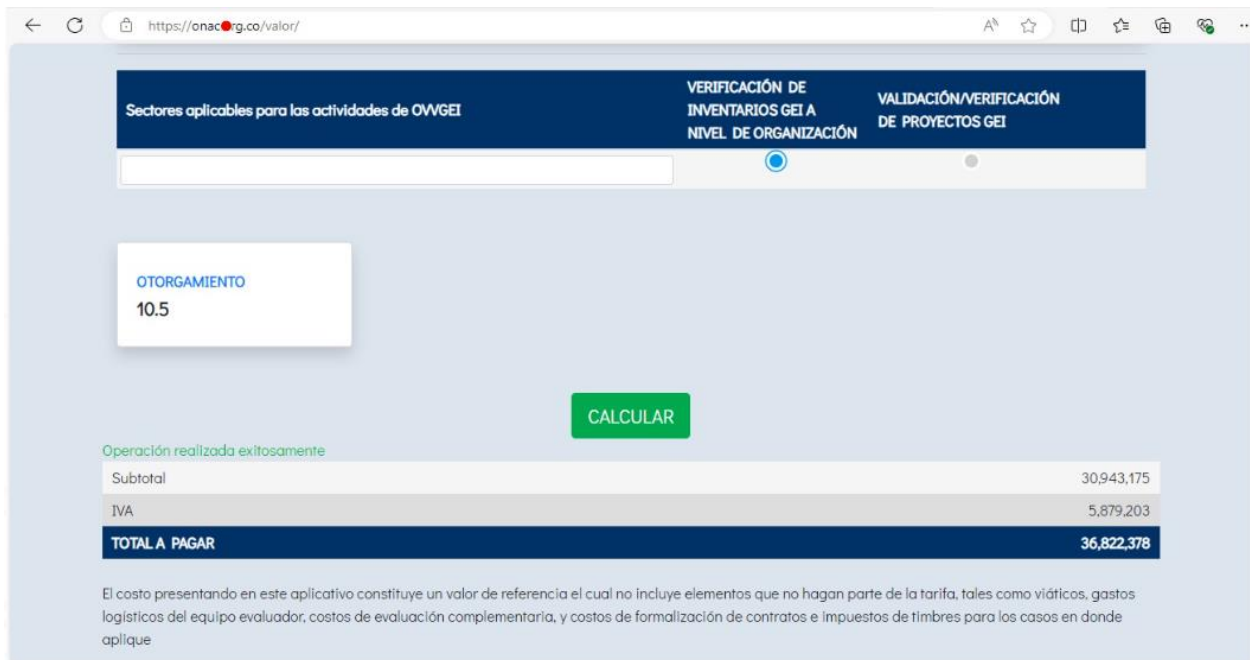 https://onac.org.co/valor/
Sectores aplicables para las actividades de OVVGEI
VERIFICACIÓN DE
INVENTARIOS GEI A
NIVEL DE ORGANIZACIÓN
VALIDACIÓN/VERIFICACIÓN
DE PROYECTOS GEI
OTORGAMIENTO
10.5
CALCULAR
Operación realizada exitosamente
Subtotal 30,943,175
IVA 5,879,203
TOTAL A PAGAR 36,822,378
El costo presentando en este aplicativo constituye un valor de referencia el cual no incluye elementos que no hagan parte de la tarifa, tales como viáticos, gastos
logísticos del equipo evaluador, costos de evaluación complementaria, y costos de formalización de contratos e impuestos de timbres para los casos en donde
aplique